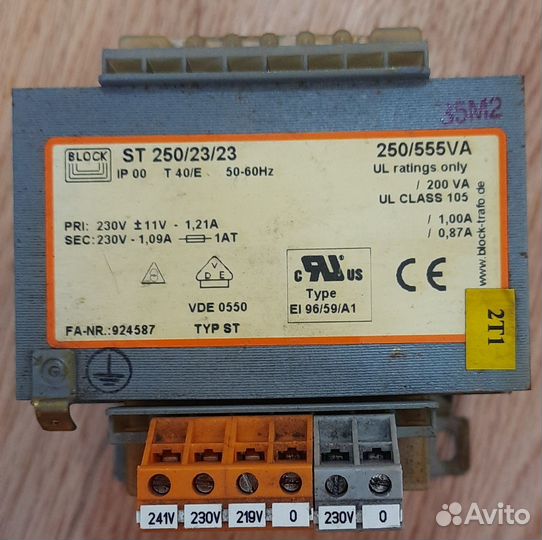 35M2
BLOCK ST 250/23/23 250/555VA
IP 00 T 40/E 50-60Hz UL ratings only
/ 200 VA
UL CLASS 105
PRI: 230V ±11V - 1,21A / 1,00A
SEC: 230V - 1,09A 1AT / 0,87A
www.block-trafo.de
VDE
C UR US
CE
Type
EI 96/59/A1
VDE 0550
FA-NR.:924587 TYP ST
2T1
241V 230V 219V 0 230V 0
Avito